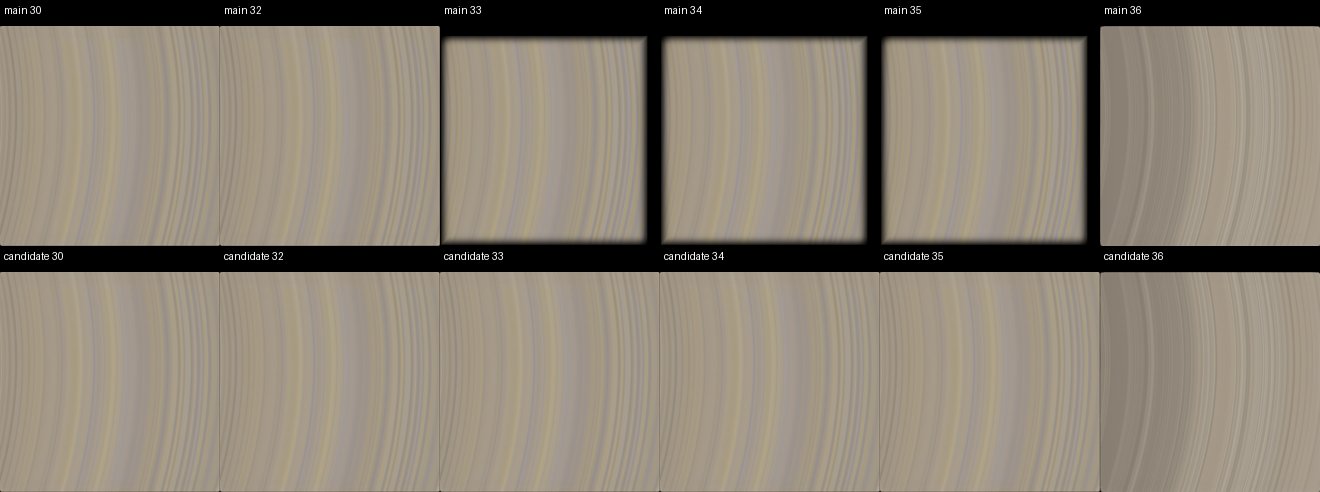 main 30
main 32
main 33
main 34
main 35
main 36
candidate 30
candidate 32
candidate 33
candidate 34
candidate 35
candidate 36